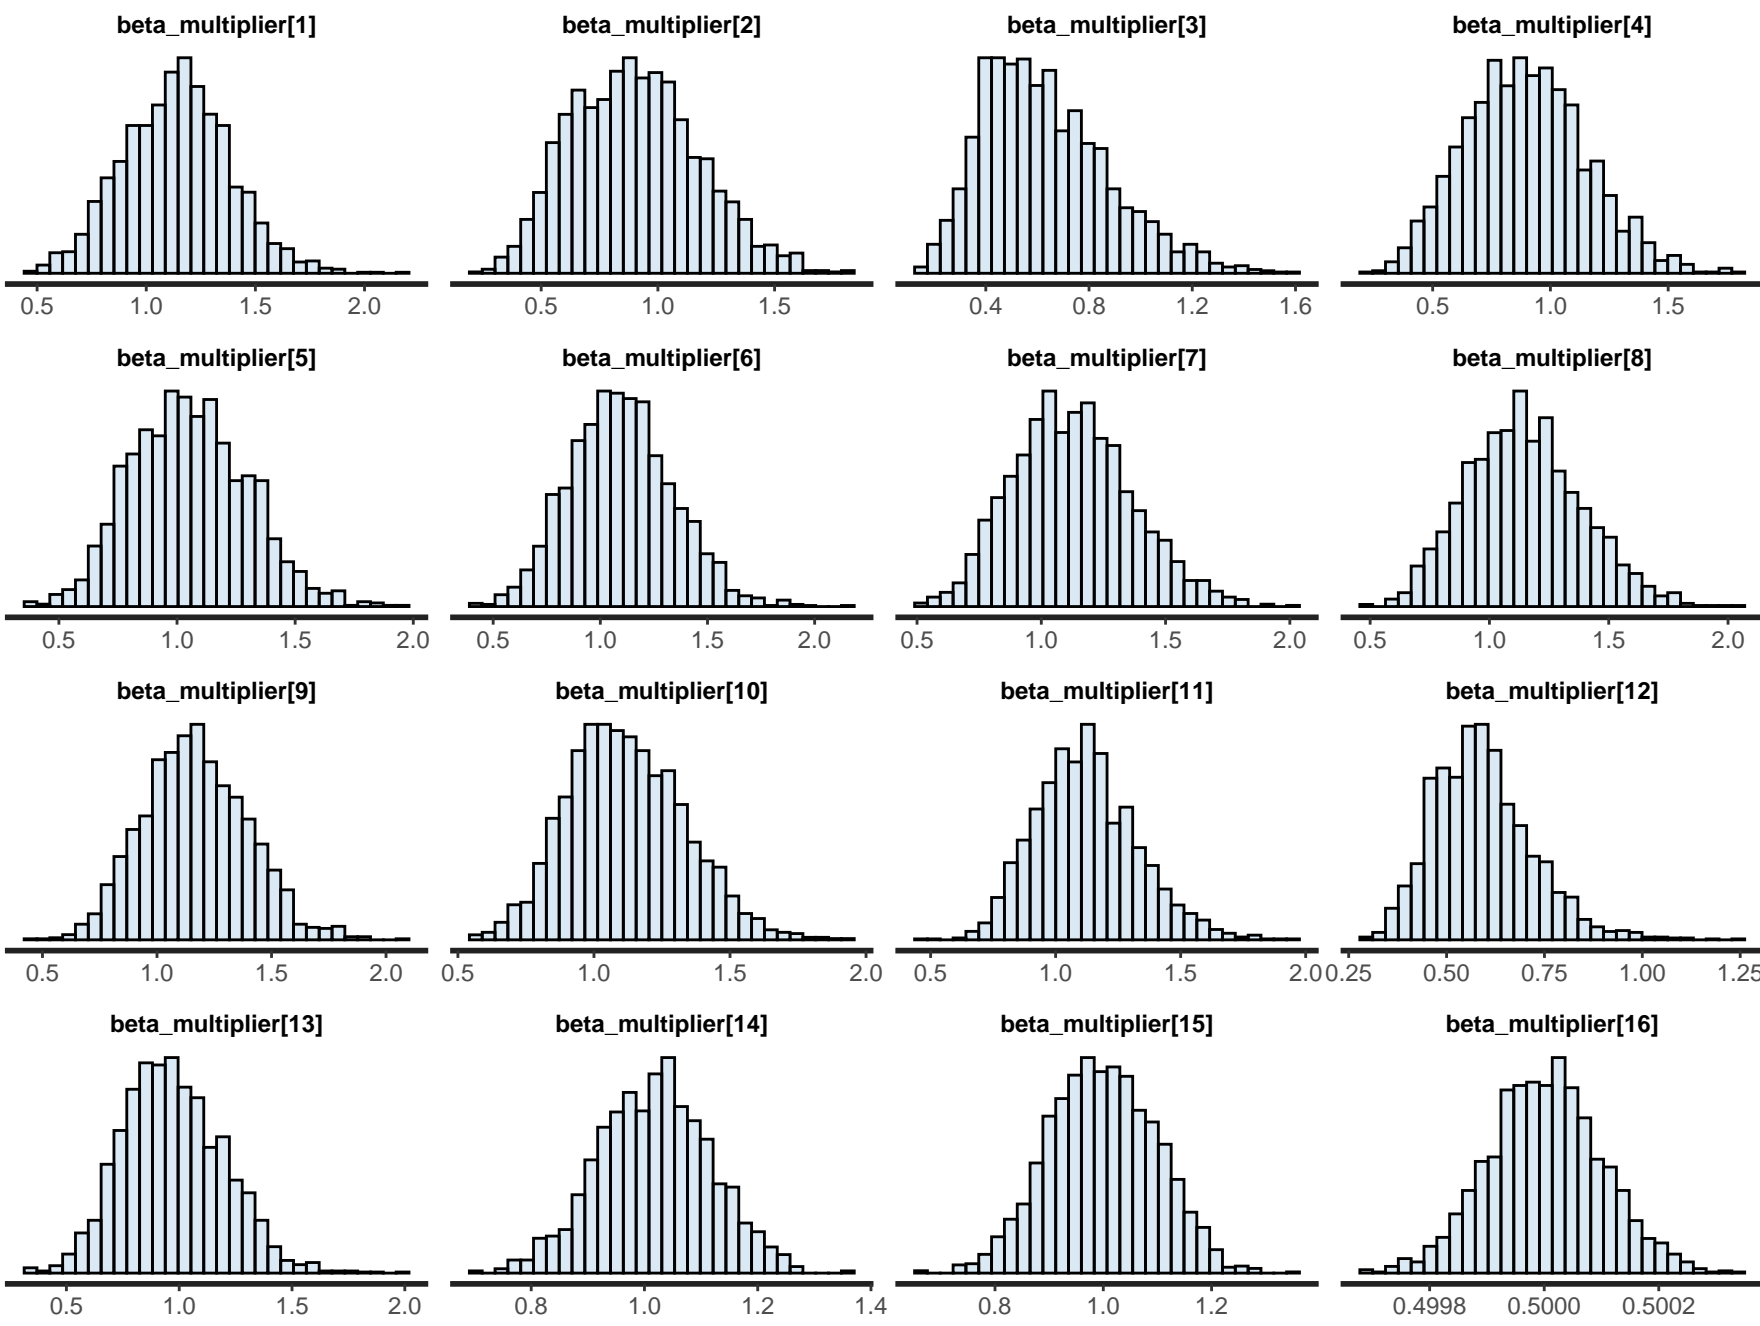 beta_multiplier[1] beta_multiplier[2] beta_multiplier[3] beta_multiplier[4]
0.5 1.0 1.5 2.0 0.5 1.0 1.5 0.4 0.8 1.2 1.6 0.5 1.0 1.5
beta_multiplier[5] beta_multiplier[6] beta_multiplier[7] beta_multiplier[8]
0.5 1.0 1.5 2.0 0.5 1.0 1.5 2.0 0.5 1.0 1.5 2.0 0.5 1.0 1.5 2.0
beta_multiplier[9] beta_multiplier[10] beta_multiplier[11] beta_multiplier[12]
0.5 1.0 1.5 2.0 0.5 1.0 1.5 2.0 0.5 1.0 1.5 2.0 0.25 0.50 0.75 1.00 1.25
beta_multiplier[13] beta_multiplier[14] beta_multiplier[15] beta_multiplier[16]
0.5 1.0 1.5 2.0 0.8 1.0 1.2 1.4 0.8 1.0 1.2 0.4998 0.5000 0.5002